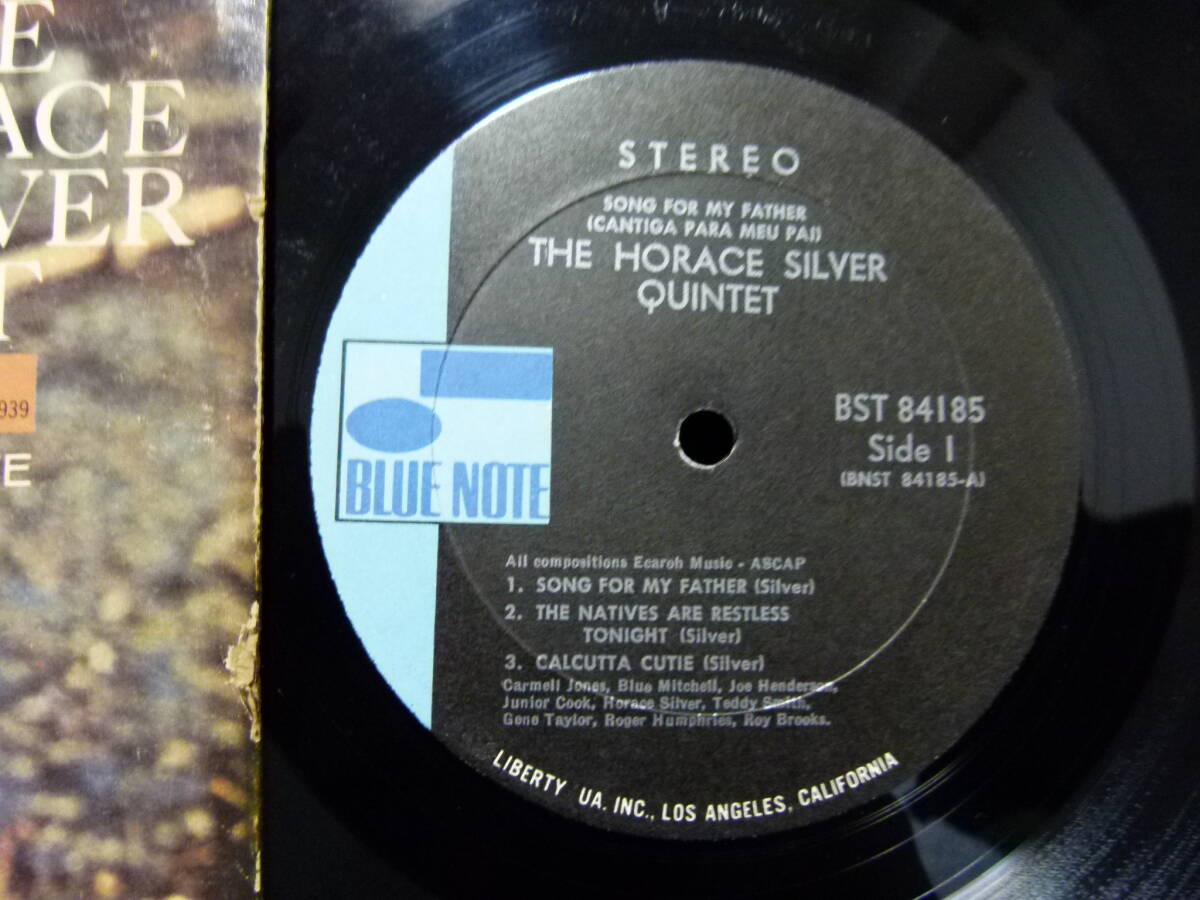 E
ACE
VER
T
939
E
STEREO
SONG FOR MY FATHER
(CANTIGA PARA MEU PAI)
THE HORACE SILVER
QUINTET
BLUE NOTE
BST 84185
Side 1
(BNST 84185-A)
All compositions Ecaroh Music - ASCAP
1. SONG FOR MY FATHER (Silver)
2. THE NATIVES ARE RESTLESS
TONIGHT (Silver)
3. CALCUTTA CUTIE (Silver)
Carmell Jones, Blue Mitchell, Joe Henderson,
Junior Cook, Horace Silver, Teddy Smith,
Gene Taylor, Roger Humphries, Roy Brooks.
LIBERTY UA. INC., LOS ANGELES, CALIFORNIA